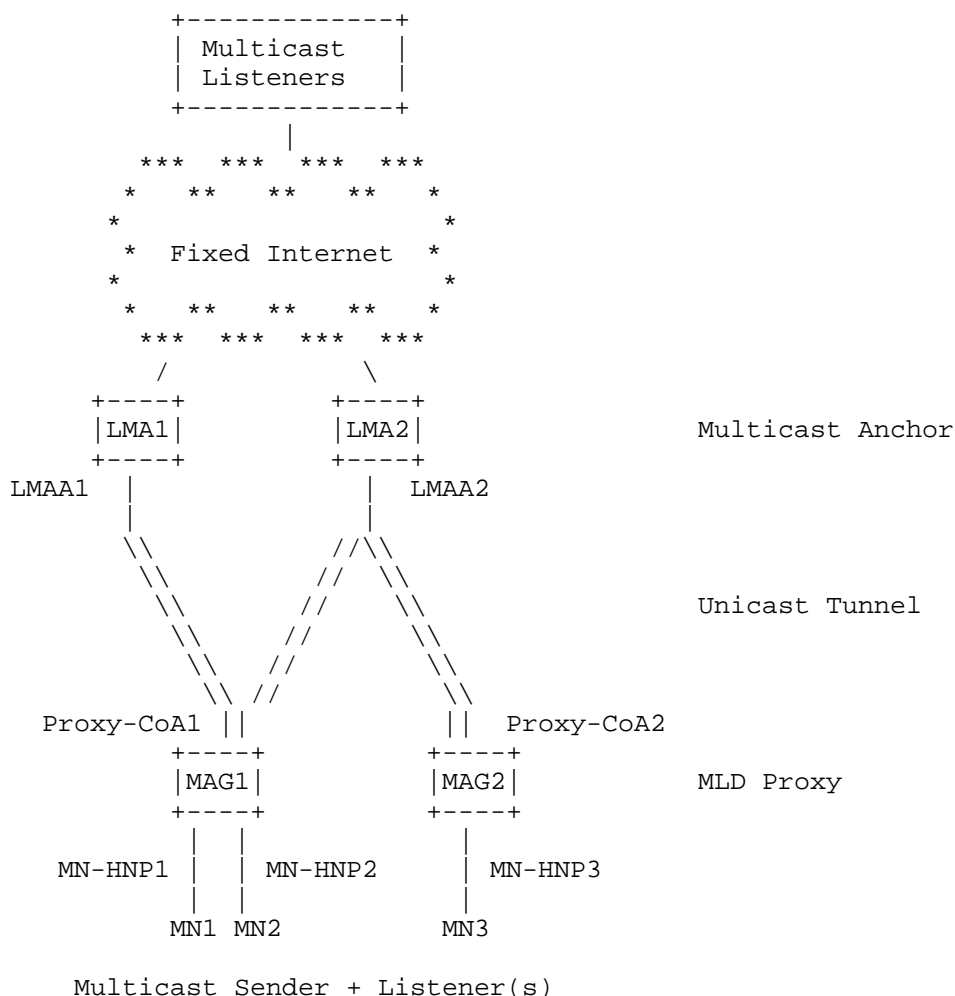 Multicast
Listeners
Fixed Internet
LMA1 LMA2 Multicast Anchor
LMAA1 LMAA2
Unicast Tunnel
Proxy-CoA1 Proxy-CoA2
MAG1 MAG2 MLD Proxy
MN-HNP1 MN-HNP2 MN-HNP3
MN1 MN2 MN3
Multicast Sender + Listener(s)